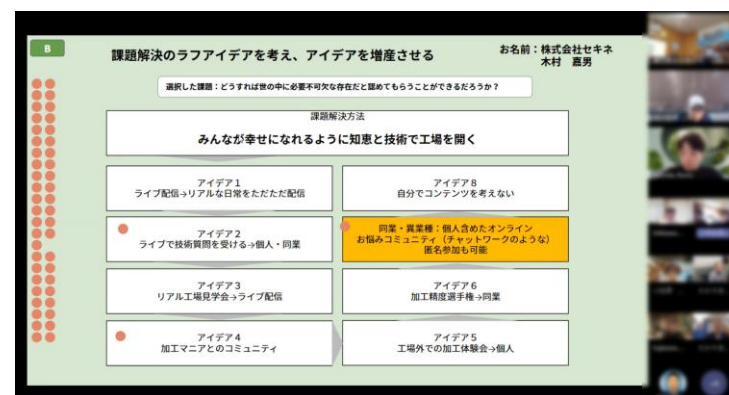 B
課題解決のラフアイデアを考え、アイデアを増産させる
お名前：株式会社セキネ
木村　嘉男
選択した課題：どうすれば世の中に必要不可欠な存在だと認めてもらうことができるだろうか？
課題解決方法
みんなが幸せになれるように知恵と技術で工場を開く
アイデア1
ライブ配信→リアルな日常をただただ配信
アイデア2
ライブで技術質問を受ける→個人・同業
アイデア3
リアル工場見学会→ライブ配信
アイデア4
加工マニアとのコミュニティ
アイデア8
自分でコンテンツを考えない
同業・異業種：個人含めたオンライン
お悩みコミュニティ（チャットワークのような）
匿名参加も可能
アイデア6
加工精度選手権→同業
アイデア5
工場外での加工体験会→個人